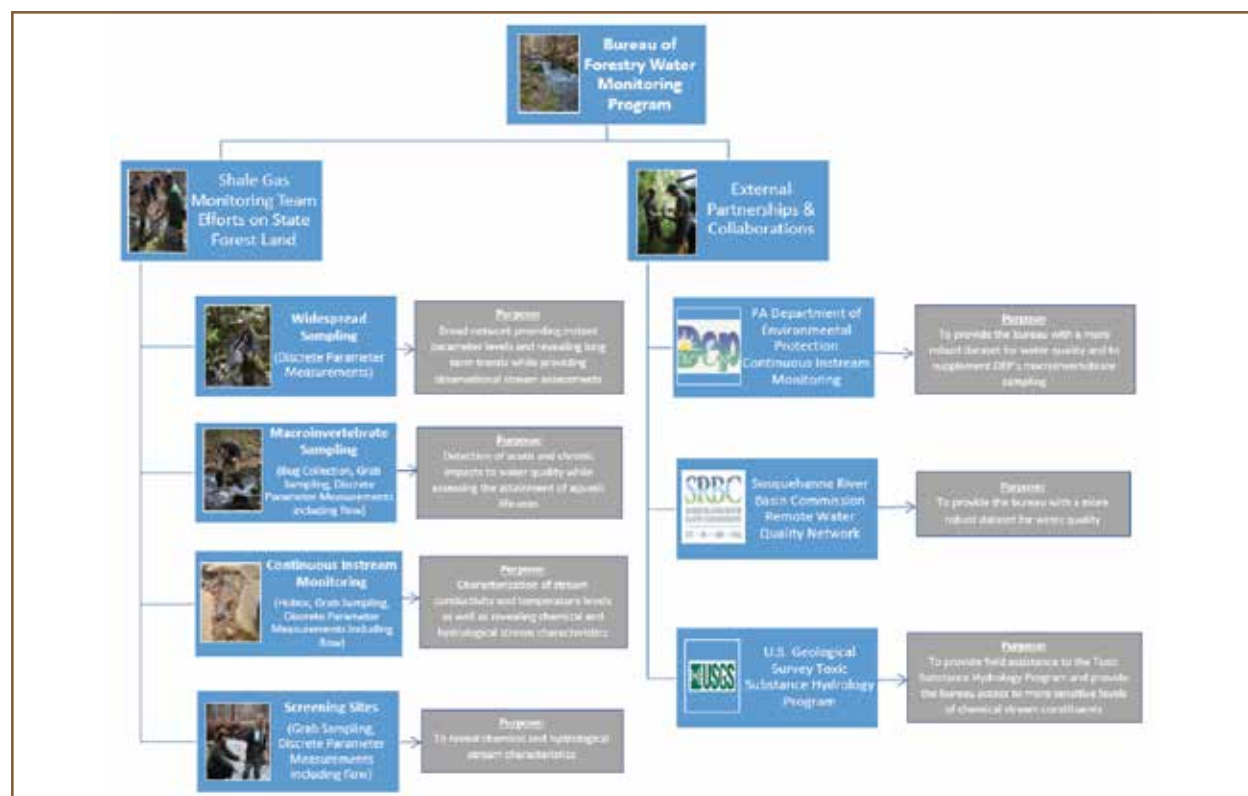 Bureau of
Forestry Water
Monitoring
Program
Shale Gas
Monitoring Team
Efforts on State
Forest Land
External
Partnerships &
Collaborations
Widespread
Sampling
(Discrete Parameter
Measurements)
Purpose:
Broad network providing instant
parameter levels and revealing long
term trends while providing
observational stream assessments
Macroinvertebrate
Sampling
(Bug Collection, Grab
Sampling, Discrete
Parameter Measurements
including flow)
Purpose:
Detection of acute and chronic
impacts to water quality while
assessing the attainment of aquatic
life uses
Continuous Instream
Monitoring
(Hobos, Grab Sampling,
Discrete Parameter
Measurements including
flow)
Purpose:
Characterization of stream
conductivity and temperature levels
as well as revealing chemical and
hydrological stream characteristics
Screening Sites
(Grab Sampling,
Discrete Parameter
Measurements
including flow)
Purpose:
To reveal chemical and hydrological
stream characteristics
dep
PA Department of
Environmental
Protection
Continuous Instream
Monitoring
Purpose:
To provide the bureau with a more
robust dataset for water quality and to
supplement DEP's macroinvertebrate
sampling
SRBC
Susquehanna River
Basin Commission
Remote Water
Quality Network
Purpose:
To provide the bureau with a more
robust dataset for water quality
USGS
U.S. Geological
Survey Toxic
Substance Hydrology
Program
Purpose:
To provide field assistance to the Toxic
Substance Hydrology Program and provide
the bureau access to more sensitive levels
of chemical stream constituents